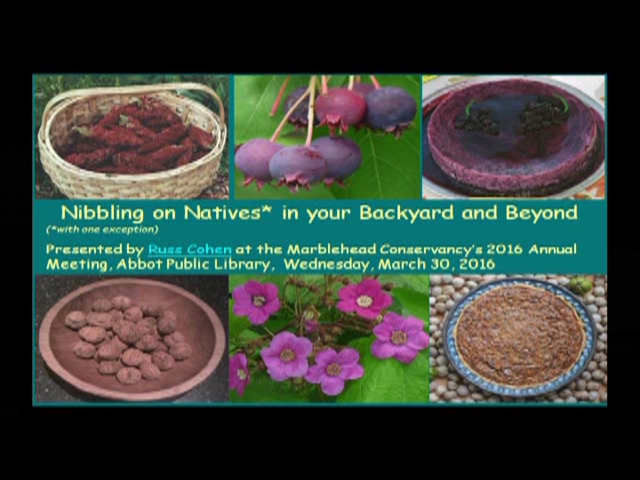 Nibbling on Natives* in your Backyard and Beyond
(*with one exception)
Presented by Russ Cohen at the Marblehead Conservancy's 2016 Annual
Meeting, Abbot Public Library, Wednesday, March 30, 2016